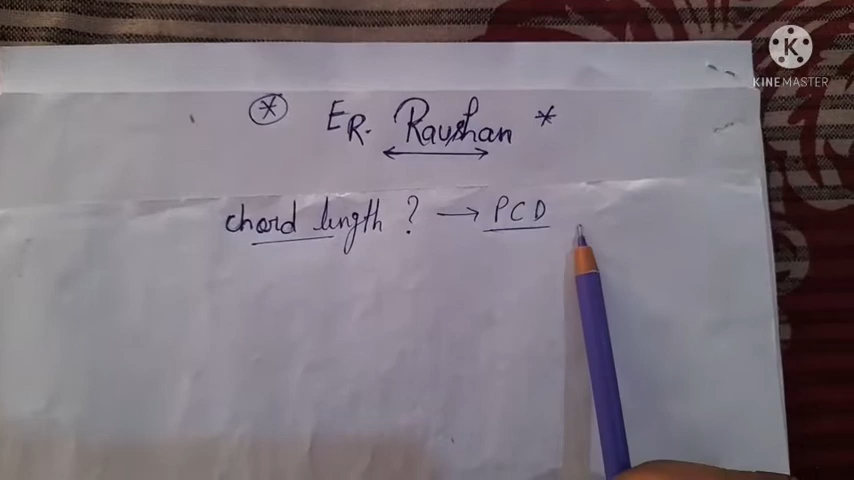 * ER. Raushan *
chord length ? → PCD
KINEMASTER